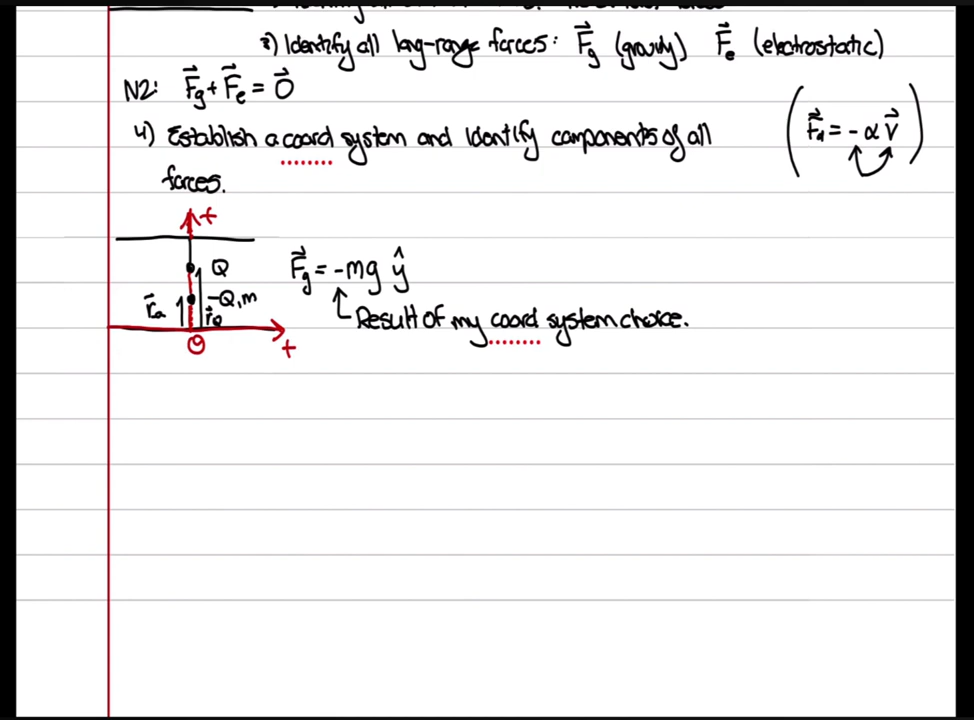 3) Identify all long-range forces: F⃗g (gravity) F⃗e (electrostatic)
N2: F⃗g + F⃗e = 0⃗
4) Establish a coord system and identify components of all
forces.
(F⃗d = -αv⃗)
+
Q
F⃗g = -mg ŷ
-Q, m
r⃗a
r⃗Q
Result of my coord system choice.
O
+